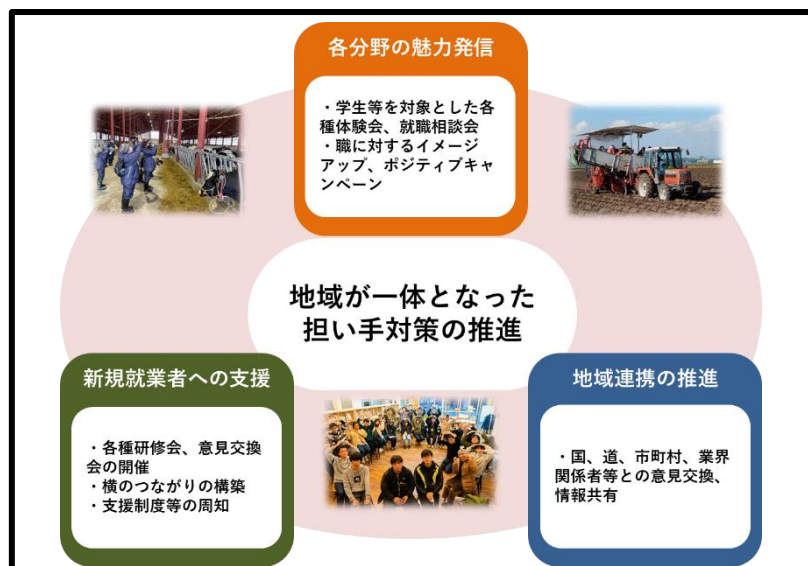 各分野の魅力発信
・学生等を対象とした各
種体験会、就職相談会
・職に対するイメージ
アップ、ポジティブキャ
ンペーン
地域が一体となった
担い手対策の推進
新規就業者への支援
・各種研修会、意見交換
会の開催
・横のつながりの構築
・支援制度等の周知
地域連携の推進
・国、道、市町村、業界
関係者等との意見交換、
情報共有